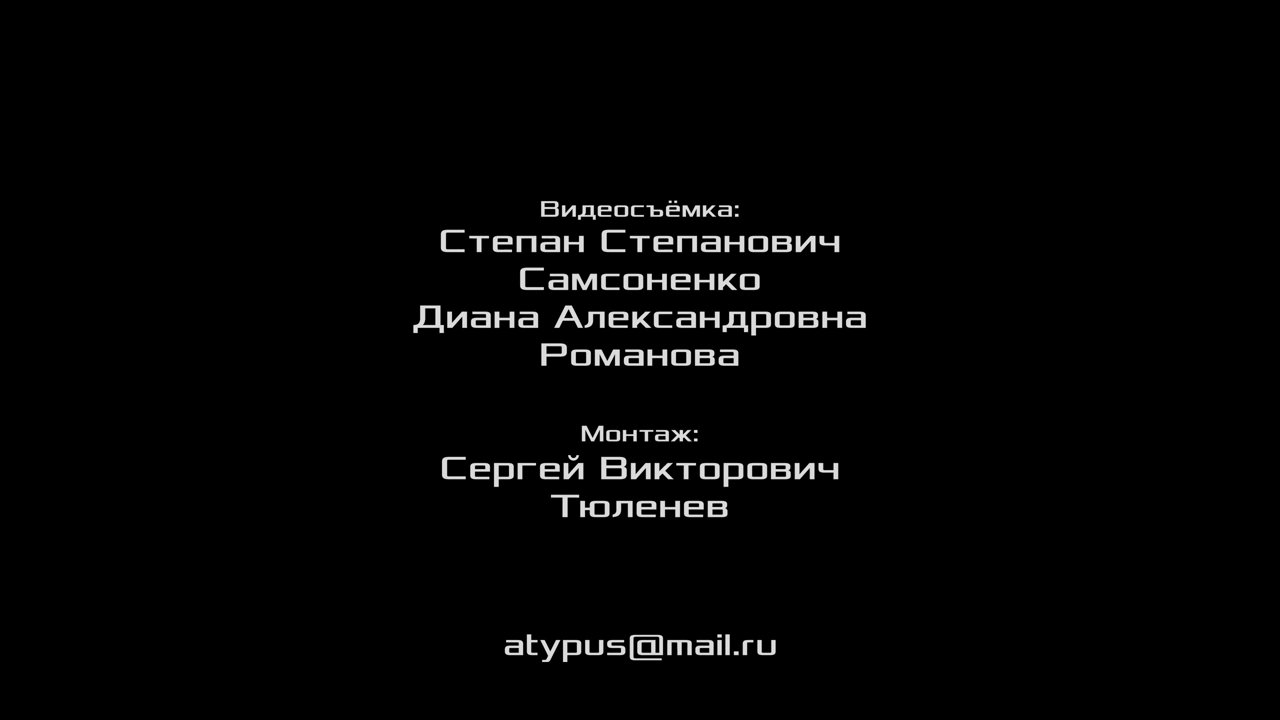 Видеосъёмка:
Степан Степанович
Самсоненко
Диана Александровна
Романова
Монтаж:
Сергей Викторович
Тюленев
atypus@mail.ru